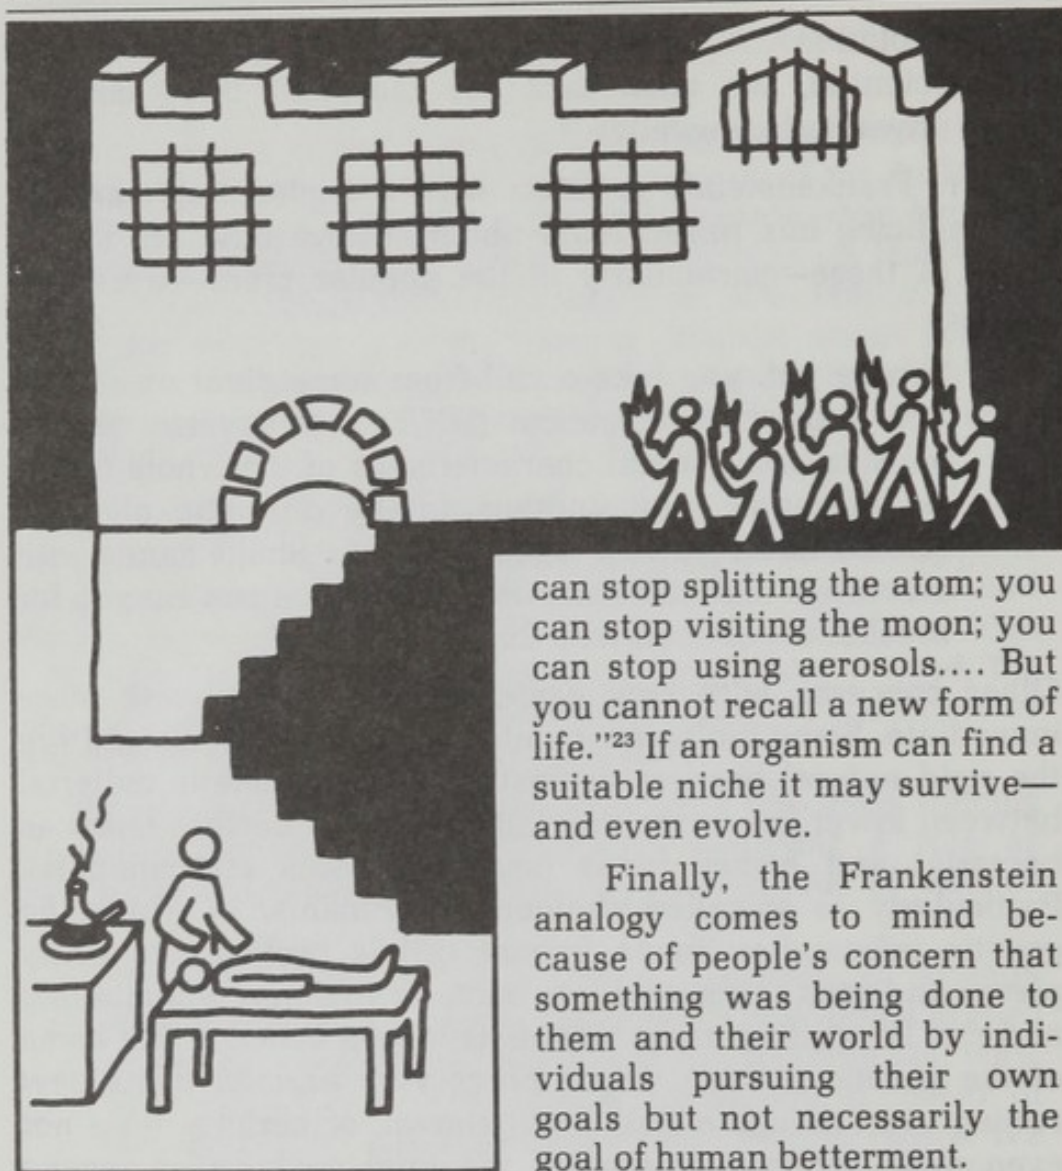 can stop splitting the atom; you
can stop visiting the moon; you
can stop using aerosols.... But
you cannot recall a new form of
life."²³ If an organism can find a
suitable niche it may survive—
and even evolve.
Finally, the Frankenstein
analogy comes to mind be-
cause of people's concern that
something was being done to
them and their world by indi-
viduals pursuing their own
goals but not necessarily the
goal of human betterment.